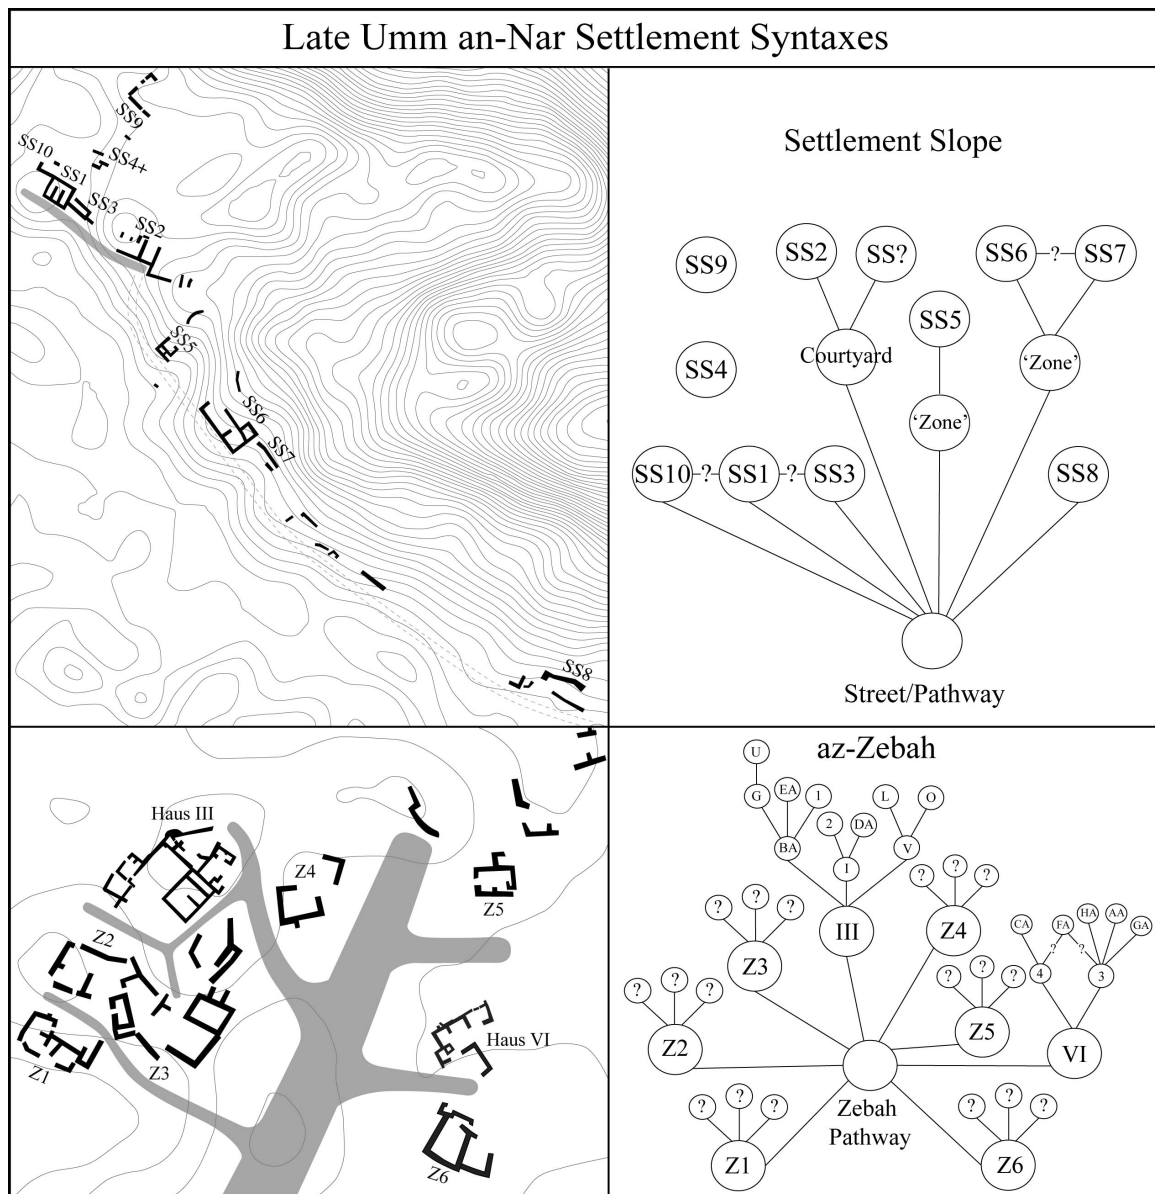 Late Umm an-Nar Settlement Syntaxes
SS9
SS4+
SS10
SS1
SS3
SS2
SS5
SS6
SS7
SS8
Settlement Slope
SS9
SS2
SS?
SS6
?
SS7
SS5
SS4
Courtyard
‘Zone’
‘Zone’
SS10
?
SS1
?
SS3
SS8
Street/Pathway
Haus III
Z4
Z5
Z2
Z1
Z3
Haus VI
Z6
az-Zebah
U
G
EA
I
L
O
2
DA
BA
I
V
? ? ?
Z3
III
? ? ?
Z4
CA
FA
HA
AA
GA
?
?
4
3
? ? ?
Z2
? ? ?
Z5
VI
Zebah
Pathway
? ? ?
Z1
? ? ?
Z6